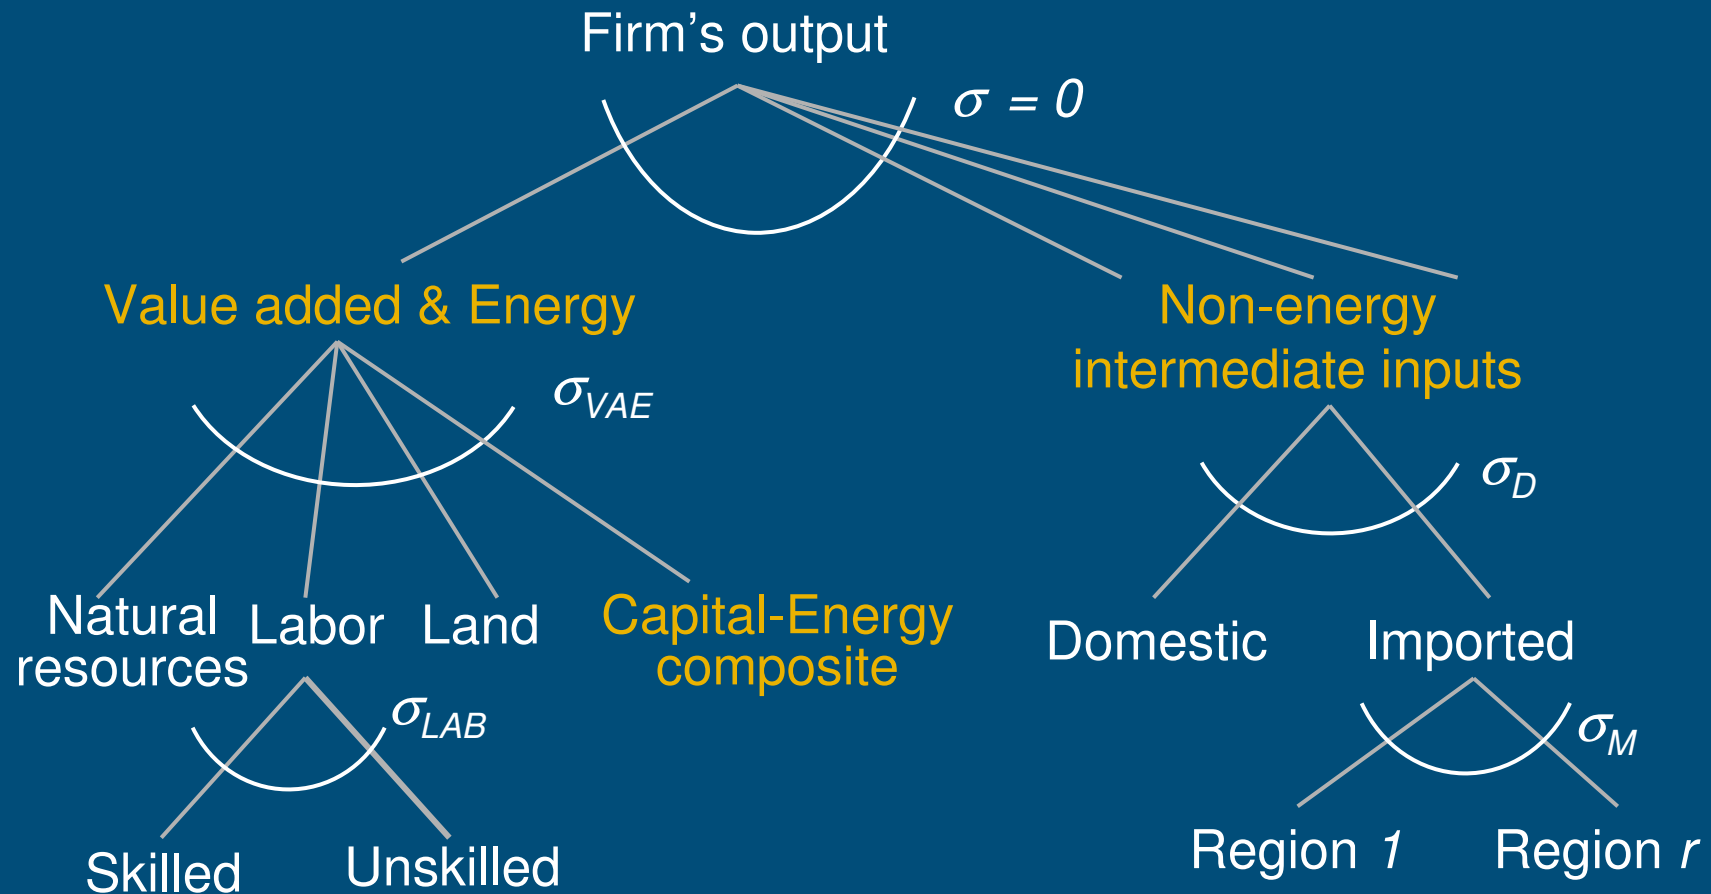 Firm's output
σ = 0
Value added & Energy
Non-energy
intermediate inputs
σVAE
σD
Natural
resources
Labor
Land
Capital-Energy
composite
Domestic
Imported
σLAB
σM
Skilled
Unskilled
Region 1
Region r